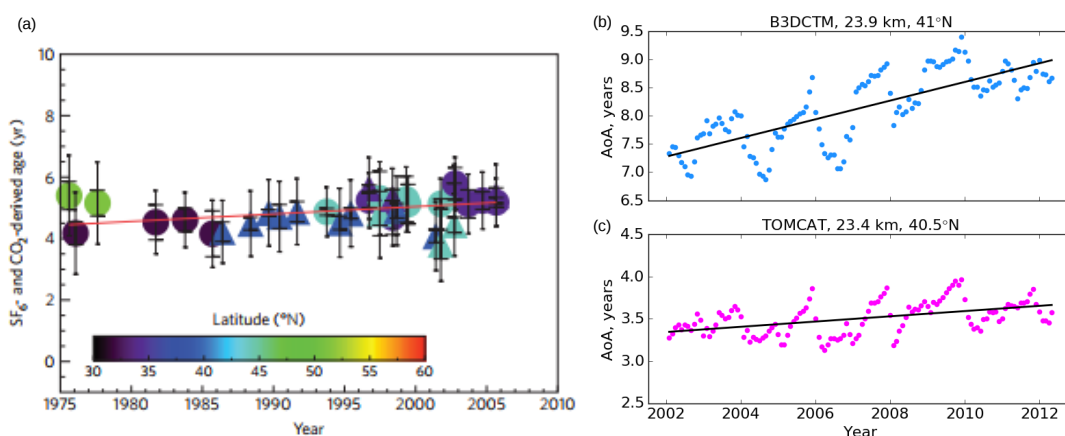 (a)
SF6- and CO2-derived age (yr)
8
6
4
2
0
Latitude (°N)
30 35 40 45 50 55 60
1975 1980 1985 1990 1995 2000 2005 2010
Year
(b)
B3DCTM, 23.9 km, 41°N
AoA, years
9.5
9.0
8.5
8.0
7.5
7.0
6.5
(c)
TOMCAT, 23.4 km, 40.5°N
AoA, years
4.5
4.0
3.5
3.0
2.5
2002 2004 2006 2008 2010 2012
Year